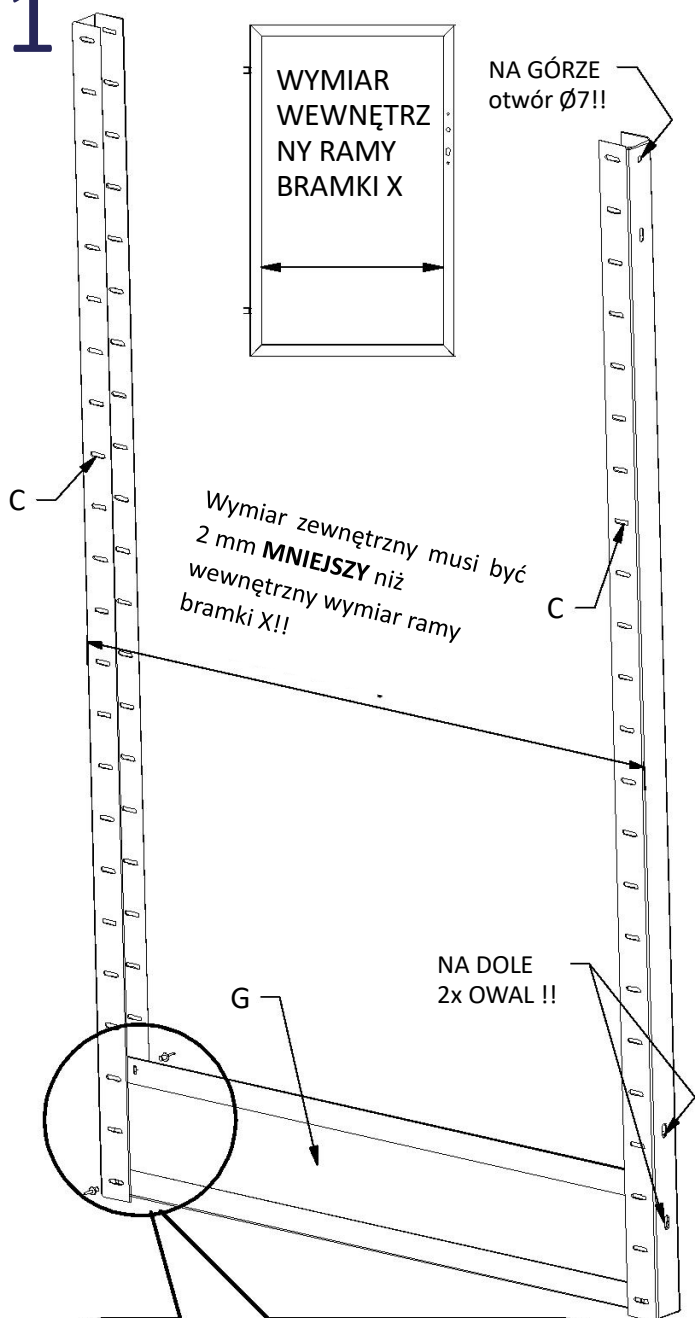 1
WYMIAR
WEWNĘTRZ
NY RAMY
BRAMKI X
NA GÓRZE
otwór Ø7!!
C
Wymiar zewnętrzny musi być
2 mm MNIEJSZY niż
wewnętrzny wymiar ramy
bramki X!!
C
NA DOLE
2x OWAL !!
G